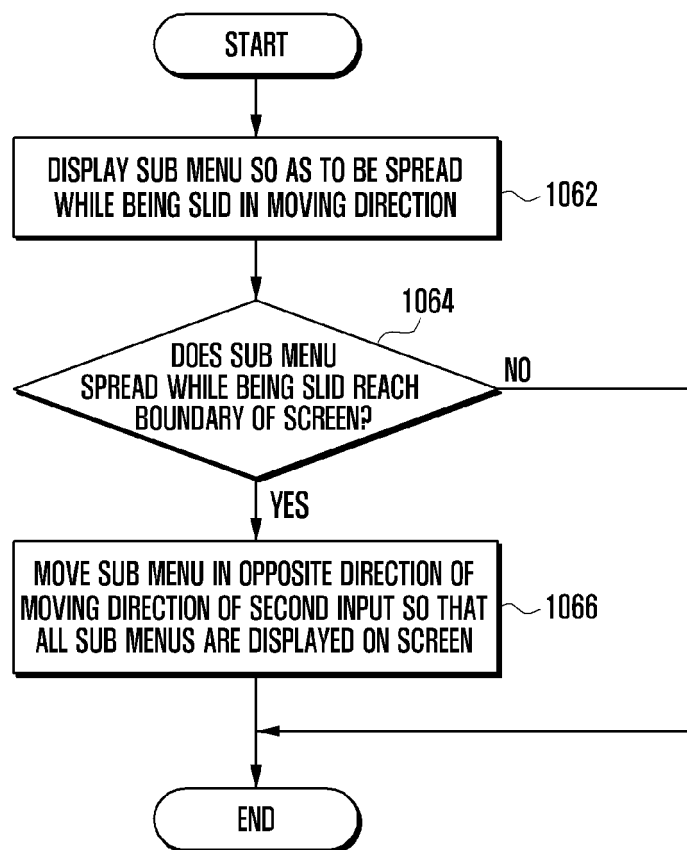 START
DISPLAY SUB MENU SO AS TO BE SPREAD
WHILE BEING SLID IN MOVING DIRECTION
1062
1064
DOES SUB MENU
SPREAD WHILE BEING SLID REACH
BOUNDARY OF SCREEN?
NO
YES
MOVE SUB MENU IN OPPOSITE DIRECTION OF
MOVING DIRECTION OF SECOND INPUT SO THAT
ALL SUB MENUS ARE DISPLAYED ON SCREEN
1066
END